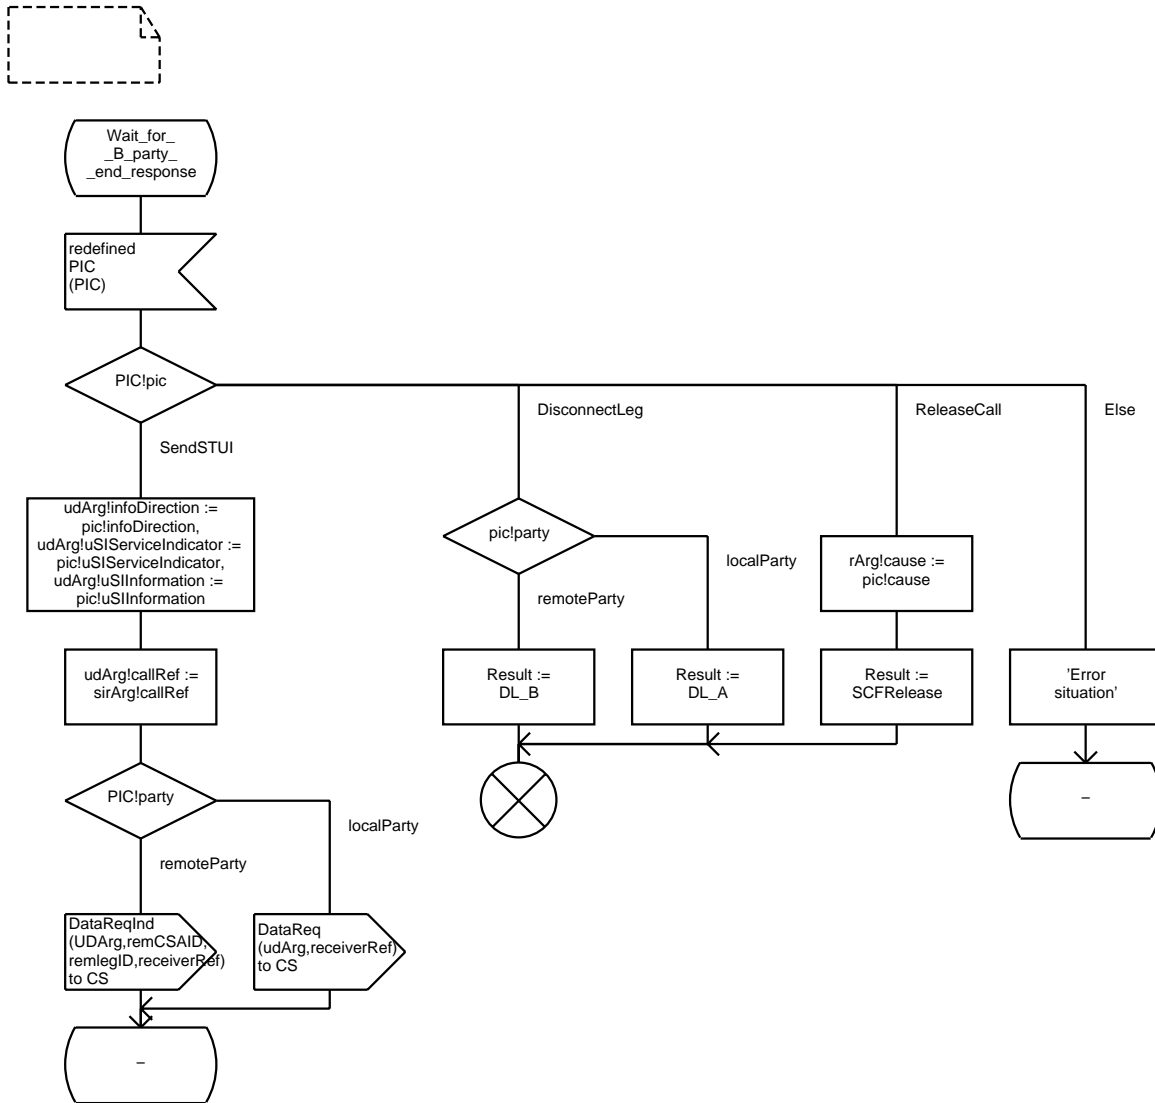 Wait_for_
_B_party_
_end_response
redefined
PIC
(PIC)
PIC!pic
DisconnectLeg
ReleaseCall
Else
SendSTUI
udArg!infoDirection :=
pic!infoDirection,
udArg!uSIServiceIndicator :=
pic!uSIServiceIndicator,
udArg!uSIInformation :=
pic!uSIInformation
pic!party
localParty
remoteParty
rArg!cause :=
pic!cause
udArg!callRef :=
sirArg!callRef
Result :=
DL_B
Result :=
DL_A
Result :=
SCFRelease
'Error
situation'
PIC!party
localParty
remoteParty
–
DataReqInd
(UDArg,remCSAID,
remlegID,receiverRef)
to CS
DataReq
(udArg,receiverRef)
to CS
–